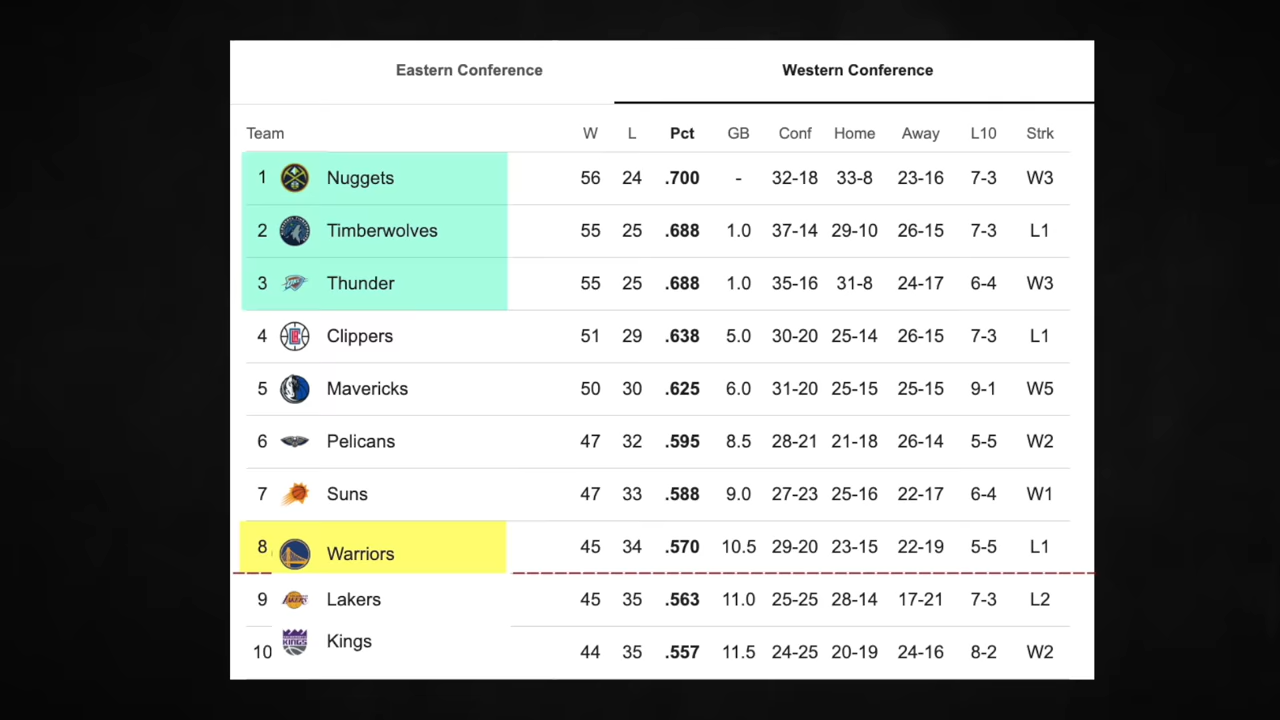 Eastern Conference Western Conference
Team W L Pct GB Conf Home Away L10 Strk
1 Nuggets 56 24 .700 - 32-18 33-8 23-16 7-3 W3
2 Timberwolves 55 25 .688 1.0 37-14 29-10 26-15 7-3 L1
3 Thunder 55 25 .688 1.0 35-16 31-8 24-17 6-4 W3
4 Clippers 51 29 .638 5.0 30-20 25-14 26-15 7-3 L1
5 Mavericks 50 30 .625 6.0 31-20 25-15 25-15 9-1 W5
6 Pelicans 47 32 .595 8.5 28-21 21-18 26-14 5-5 W2
7 Suns 47 33 .588 9.0 27-23 25-16 22-17 6-4 W1
8 Warriors 45 34 .570 10.5 29-20 23-15 22-19 5-5 L1
9 Lakers 45 35 .563 11.0 25-25 28-14 17-21 7-3 L2
10 Kings 44 35 .557 11.5 24-25 20-19 24-16 8-2 W2